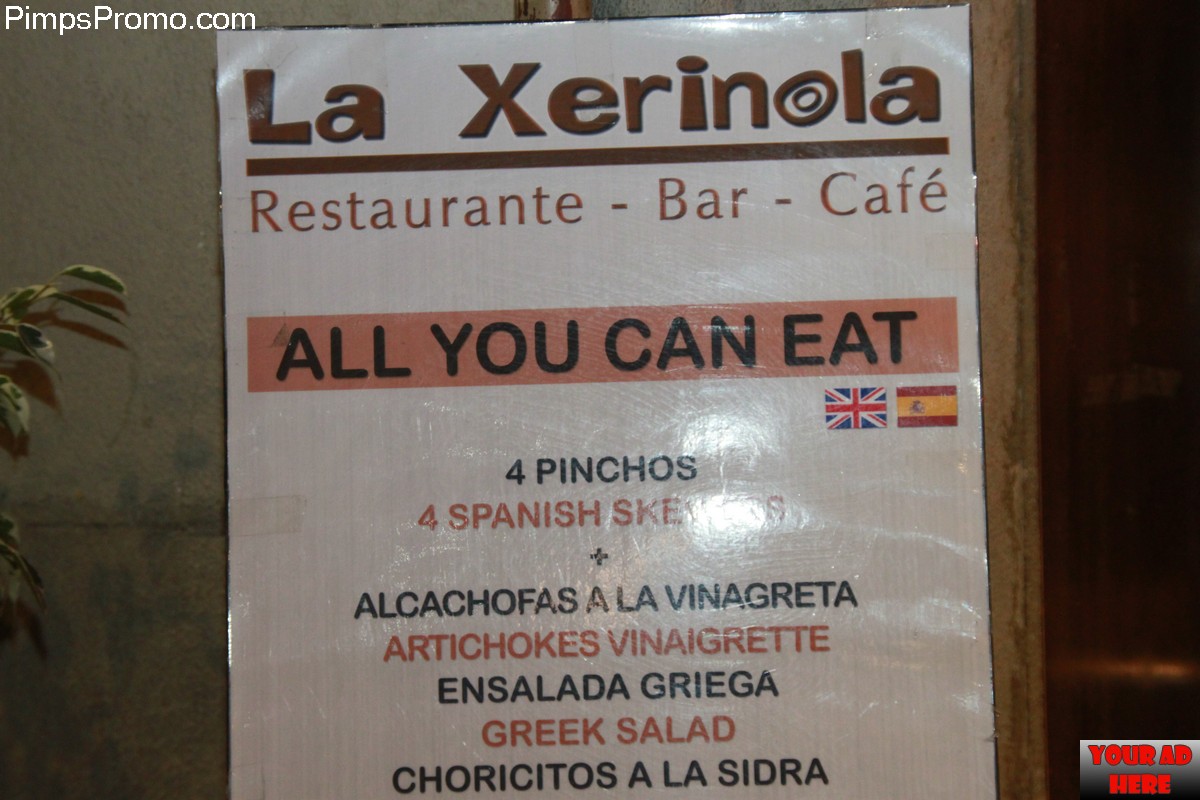 PimpsPromo.com
La Xerinola
Restaurante - Bar - Café
ALL YOU CAN EAT
4 PINCHOS
4 SPANISH
+
ALCACHOFAS A LA VINAGRETA
ARTICHOKES VINAIGRETTE
ENSALADA GRIEGA
GREEK SALAD
CHORICITOS A LA SIDRA
YOUR AD
HERE